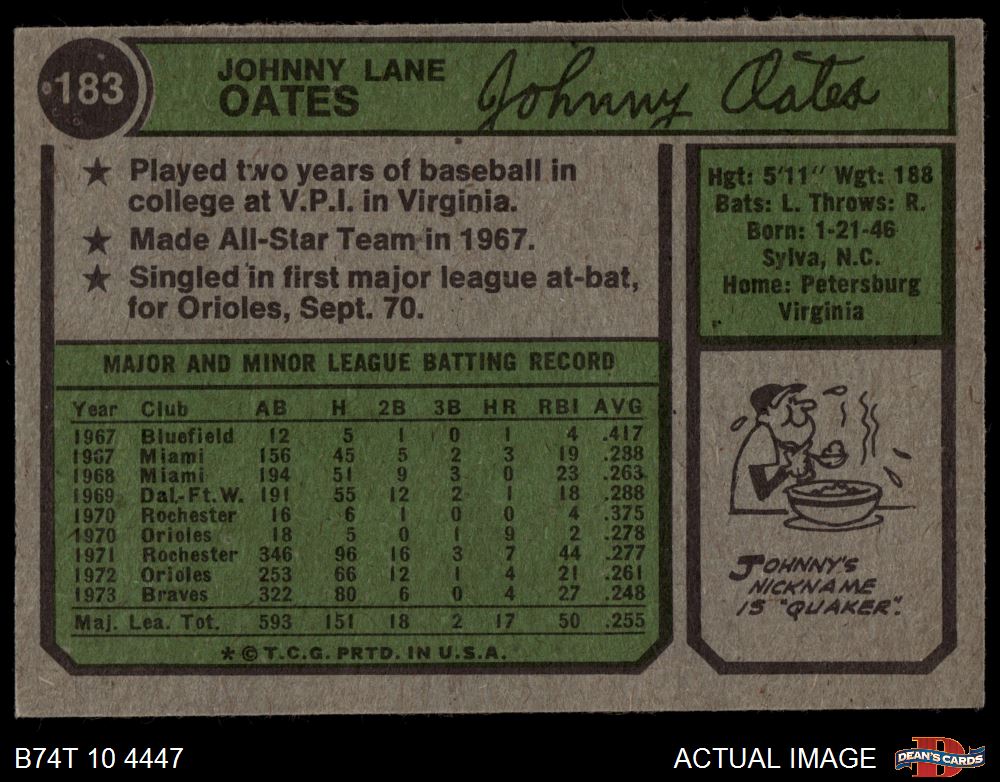 183
JOHNNY LANE
OATES
Johnny Oates
★ Played two years of baseball in
college at V.P.I. in Virginia.
★ Made All-Star Team in 1967.
★ Singled in first major league at-bat,
for Orioles, Sept. 70.
Hgt: 5'11" Wgt: 188
Bats: L. Throws: R.
Born: 1-21-46
Sylva, N.C.
Home: Petersburg
Virginia
MAJOR AND MINOR LEAGUE BATTING RECORD
Year Club AB H 2B 3B HR RBI AVG
1967 Bluefield 12 5 1 0 1 4 .417
1967 Miami 156 45 5 2 3 19 .288
1968 Miami 194 51 9 3 0 23 .263
1969 Dal.-Ft.W. 191 55 12 2 1 18 .288
1970 Rochester 16 6 1 0 0 4 .375
1970 Orioles 18 5 0 1 9 2 .278
1971 Rochester 346 96 16 3 7 44 .277
1972 Orioles 253 66 12 1 4 21 .261
1973 Braves 322 80 6 0 4 27 .248
Maj. Lea. Tot. 593 151 18 2 17 50 .255
* © T.C.G. PRTD. IN U.S.A.
JOHNNY'S
NICKNAME
IS "QUAKER".
B74T 10 4447
ACTUAL IMAGE
DEAN'S CARDS